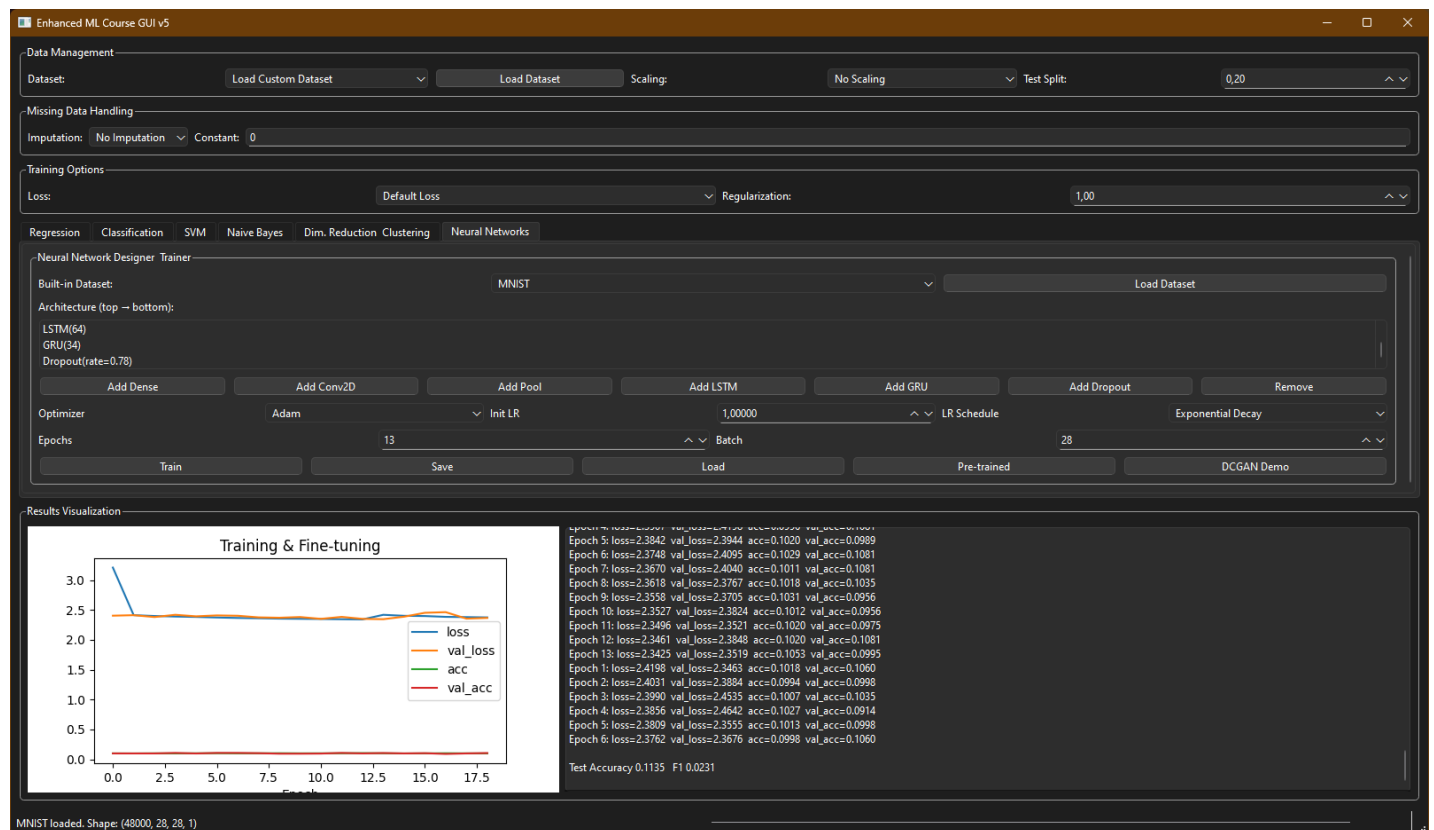 Enhanced ML Course GUI v5
Data Management
Dataset: Load Custom Dataset Load Dataset Scaling: No Scaling Test Split: 0,20
Missing Data Handling
Imputation: No Imputation Constant: 0
Training Options
Loss: Default Loss Regularization: 1,00
Regression Classification SVM Naive Bayes Dim. Reduction Clustering Neural Networks
Neural Network Designer Trainer
Built-in Dataset: MNIST Load Dataset
Architecture (top → bottom):
LSTM(64)
GRU(34)
Dropout(rate=0.78)
Add Dense Add Conv2D Add Pool Add LSTM Add GRU Add Dropout Remove
Optimizer Adam Init LR 1,00000 LR Schedule Exponential Decay
Epochs 13 Batch 28
Train Save Load Pre-trained DCGAN Demo
Results Visualization
Training & Fine-tuning
3.0
2.5
2.0
1.5
1.0
0.5
0.0
0.0 2.5 5.0 7.5 10.0 12.5 15.0 17.5
Epoch
loss
val_loss
acc
val_acc
Epoch 5: loss=2.3842 val_loss=2.3944 acc=0.1020 val_acc=0.0989
Epoch 6: loss=2.3748 val_loss=2.4095 acc=0.1029 val_acc=0.1081
Epoch 7: loss=2.3670 val_loss=2.4040 acc=0.1011 val_acc=0.1081
Epoch 8: loss=2.3618 val_loss=2.3767 acc=0.1018 val_acc=0.1035
Epoch 9: loss=2.3558 val_loss=2.3705 acc=0.1031 val_acc=0.0956
Epoch 10: loss=2.3527 val_loss=2.3824 acc=0.1012 val_acc=0.0956
Epoch 11: loss=2.3496 val_loss=2.3521 acc=0.1020 val_acc=0.0975
Epoch 12: loss=2.3461 val_loss=2.3848 acc=0.1020 val_acc=0.1081
Epoch 13: loss=2.3425 val_loss=2.3519 acc=0.1053 val_acc=0.0995
Epoch 1: loss=2.4198 val_loss=2.3463 acc=0.1018 val_acc=0.1060
Epoch 2: loss=2.4031 val_loss=2.3884 acc=0.0994 val_acc=0.0998
Epoch 3: loss=2.3990 val_loss=2.4535 acc=0.1007 val_acc=0.1035
Epoch 4: loss=2.3856 val_loss=2.4642 acc=0.1027 val_acc=0.0914
Epoch 5: loss=2.3809 val_loss=2.3555 acc=0.1013 val_acc=0.0998
Epoch 6: loss=2.3762 val_loss=2.3676 acc=0.0998 val_acc=0.1060
Test Accuracy 0.1135 F1 0.0231
MNIST loaded. Shape: (48000, 28, 28, 1)